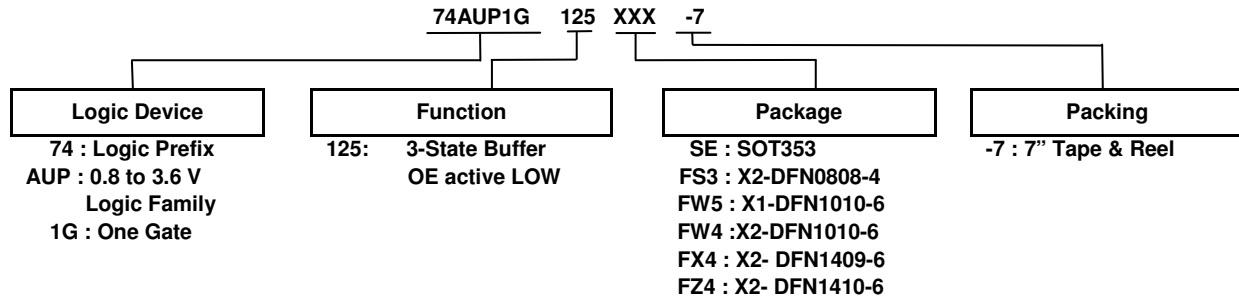 74AUP1G 125 XXX -7
Logic Device
74 : Logic Prefix
AUP : 0.8 to 3.6 V
Logic Family
1G : One Gate
Function
125: 3-State Buffer
OE active LOW
Package
SE : SOT353
FS3 : X2-DFN0808-4
FW5 : X1-DFN1010-6
FW4 :X2-DFN1010-6
FX4 : X2- DFN1409-6
FZ4 : X2- DFN1410-6
Packing
-7 : 7” Tape & Reel